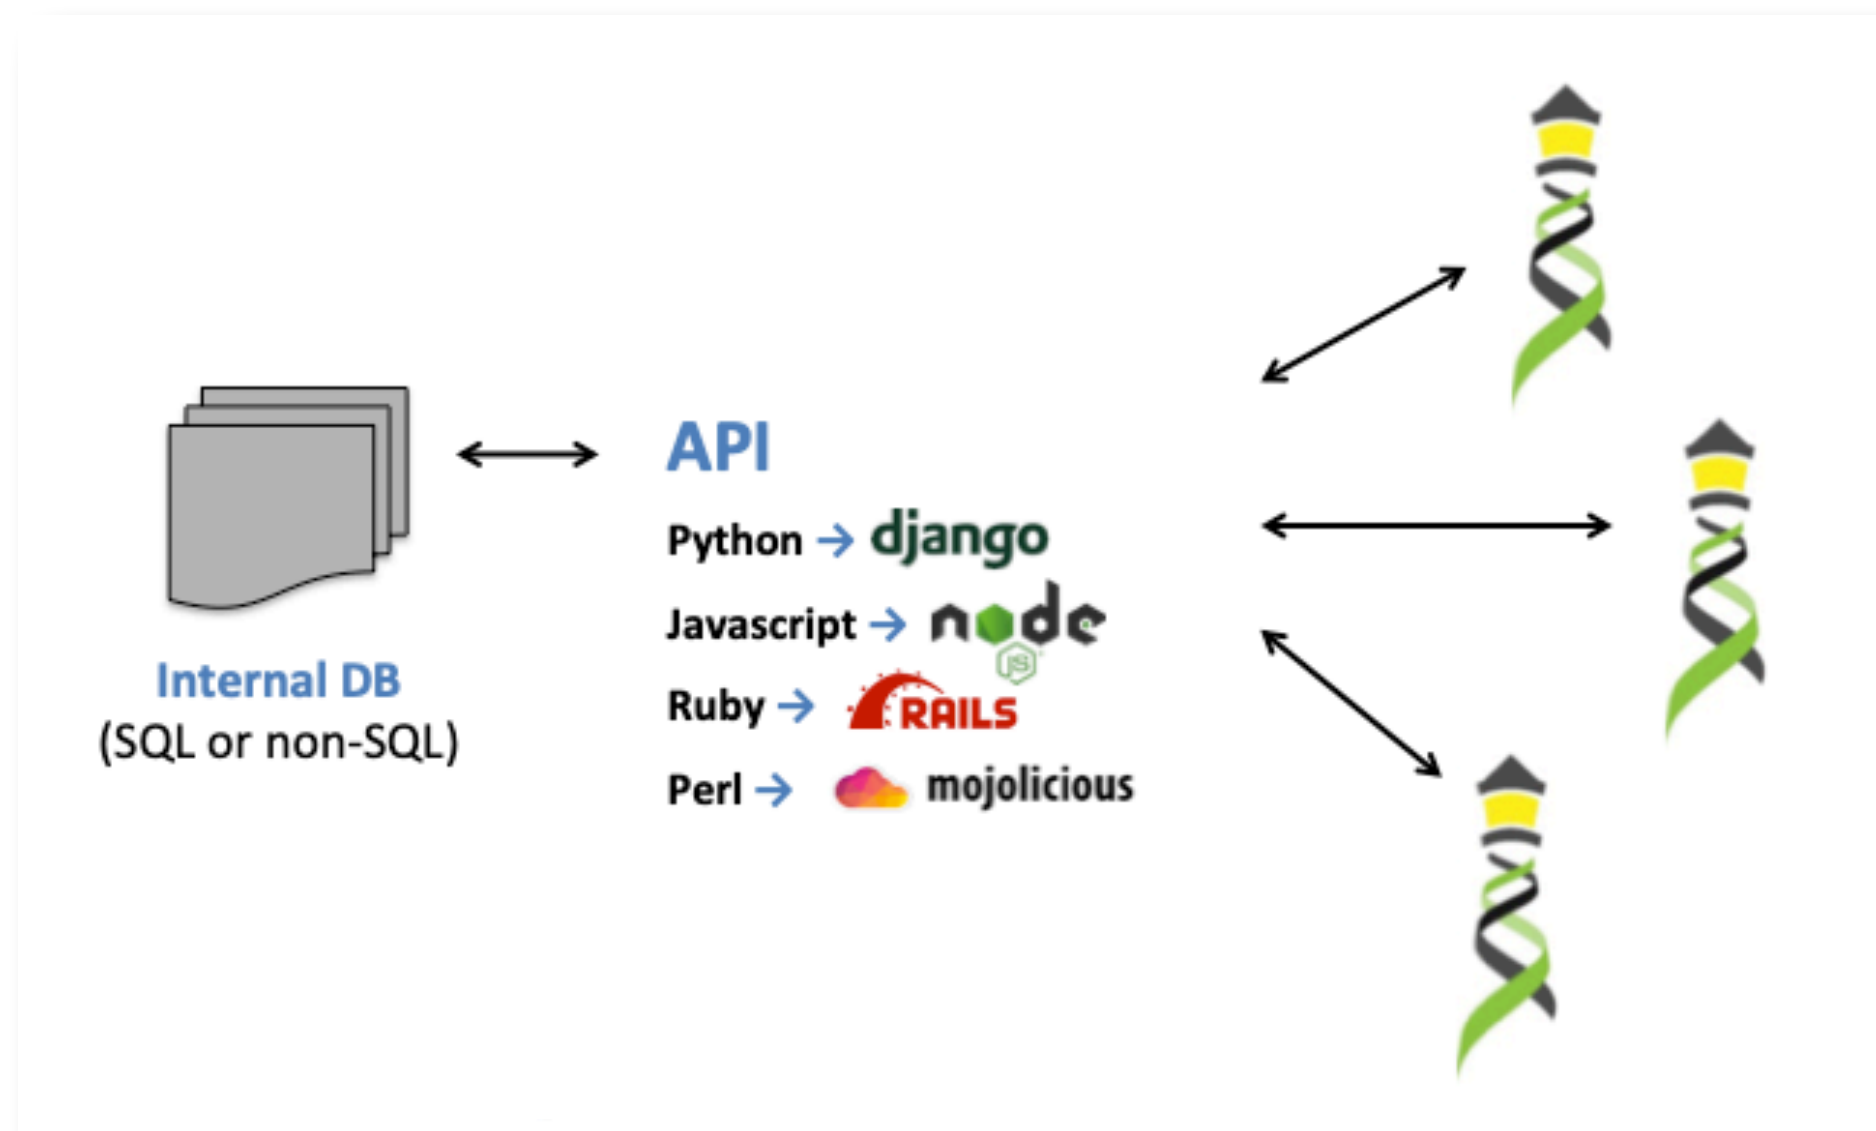 API
Python → django
Javascript → node
JS
Ruby → RAILS
Perl → mojolicious
Internal DB
(SQL or non-SQL)